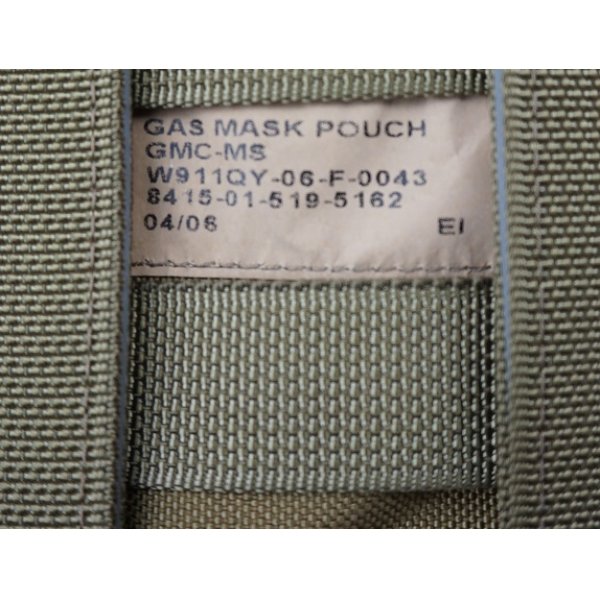 GAS MASK POUCH
GMC-MS
W911QY-06-F-0043
8415-01-519-5162
04/06 EI